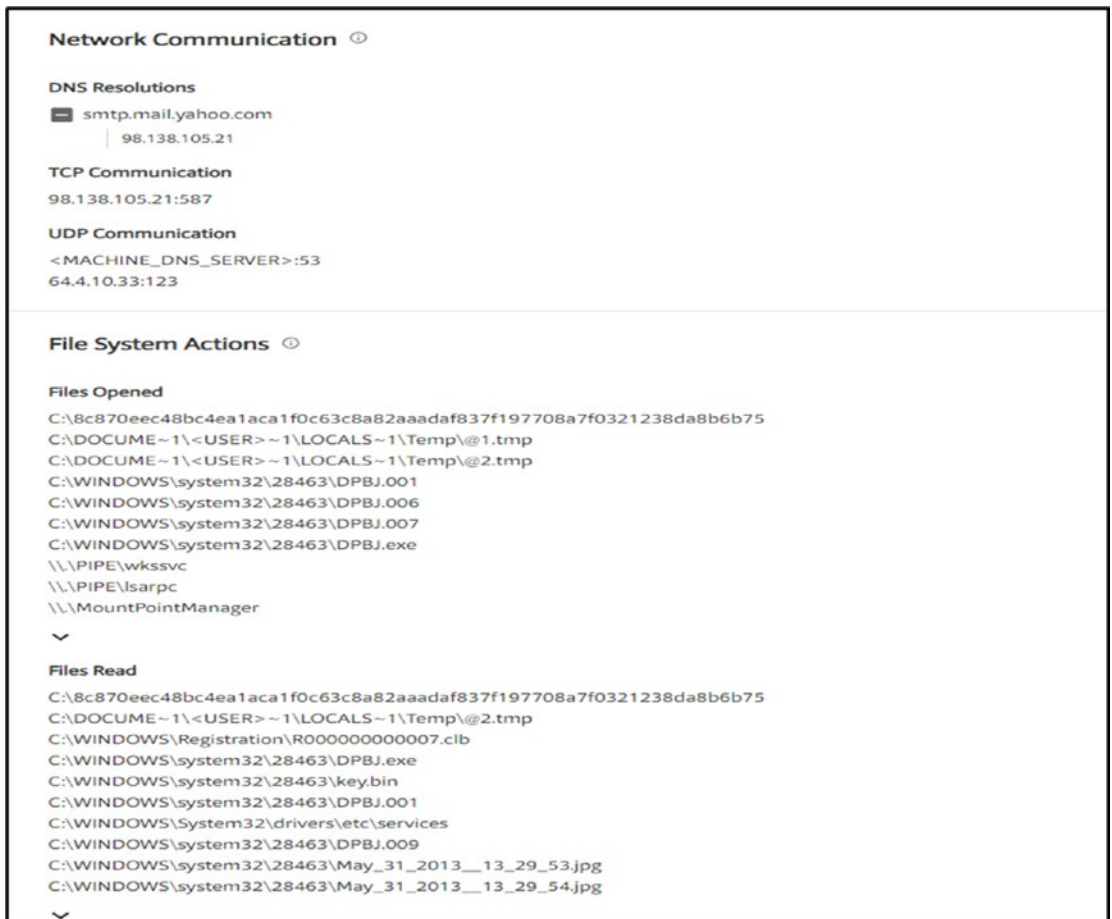 Network Communication
DNS Resolutions
smtp.mail.yahoo.com
98.138.105.21
TCP Communication
98.138.105.21:587
UDP Communication
<MACHINE_DNS_SERVER>:53
64.4.10.33:123
File System Actions
Files Opened
C:\8c870eec48bc4ea1aca1f0c63c8a82aaadaf837f197708a7f0321238da8b6b75
C:\DOCUME~1\<USER>~1\LOCALS~1\Temp\@1.tmp
C:\DOCUME~1\<USER>~1\LOCALS~1\Temp\@2.tmp
C:\WINDOWS\system32\28463\DPBJ.001
C:\WINDOWS\system32\28463\DPBJ.006
C:\WINDOWS\system32\28463\DPBJ.007
C:\WINDOWS\system32\28463\DPBJ.exe
\\.\PIPE\wkssvc
\\.\PIPE\lsarpc
\\.\MountPointManager
Files Read
C:\8c870eec48bc4ea1aca1f0c63c8a82aaadaf837f197708a7f0321238da8b6b75
C:\DOCUME~1\<USER>~1\LOCALS~1\Temp\@2.tmp
C:\WINDOWS\Registration\R000000000007.clb
C:\WINDOWS\system32\28463\DPBJ.exe
C:\WINDOWS\system32\28463\key.bin
C:\WINDOWS\system32\28463\DPBJ.001
C:\WINDOWS\System32\drivers\etc\services
C:\WINDOWS\system32\28463\DPBJ.009
C:\WINDOWS\system32\28463\May_31_2013__13_29_53.jpg
C:\WINDOWS\system32\28463\May_31_2013__13_29_54.jpg